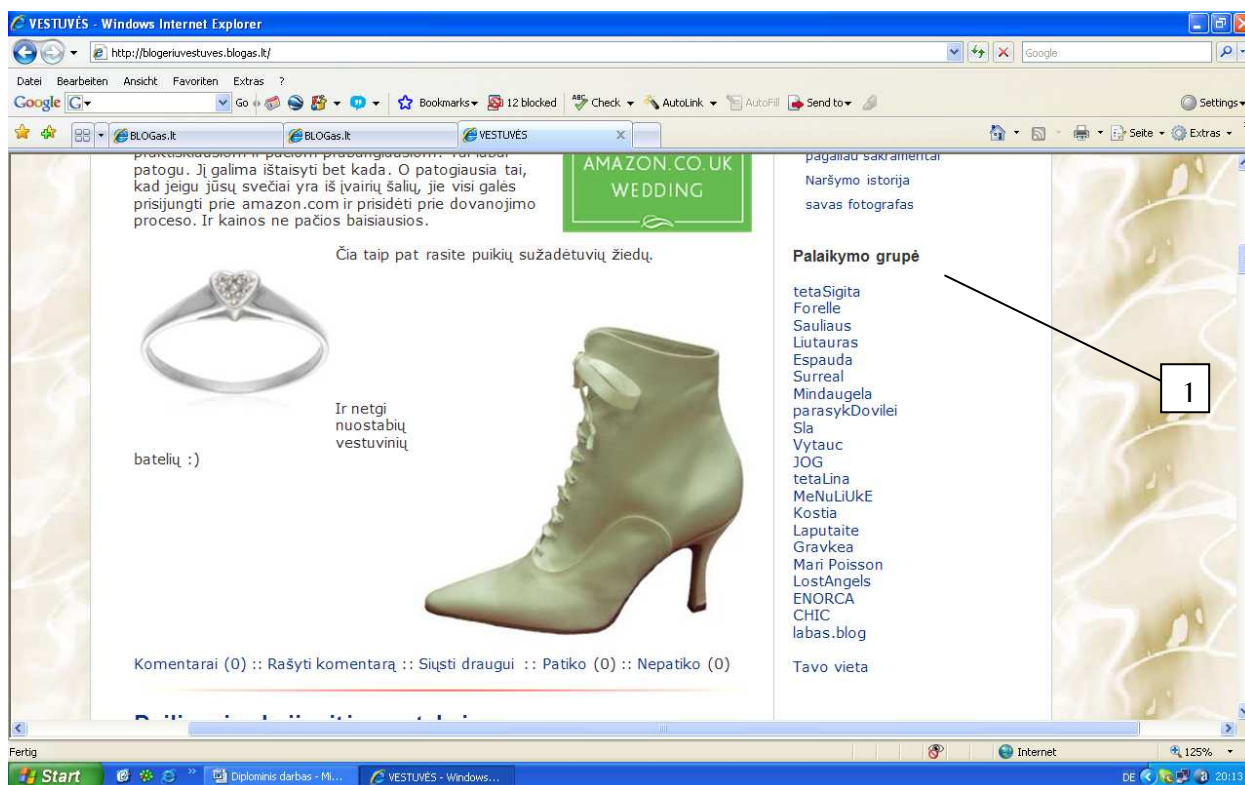 VESTUVĖS - Windows Internet Explorer
http://blogeriuvestuves.blogas.lt/
Google
Datei Bearbeiten Ansicht Favoriten Extras ?
Google G Go Bookmarks 12 blocked ABC Check AutoLink AutoFill Send to Settings
BLOGas.lt BLOGas.lt VESTUVĖS X Seite Extras
patogu. Jį galima ištaisyti bet kada. O patogiausia tai,
kad jeigu jūsų svečiai yra iš įvairių šalių, jie visi galės
prisijungti prie amazon.com ir prisidėti prie dovanojimo
proceso. Ir kainos ne pačios baisiausios.
AMAZON.CO.UK
WEDDING
Čia taip pat rasite puikių sužadėtuvių žiedų.
Ir netgi
nuostabių
vestuvinių
batelių :)
Komentarai (0) :: Rašyti komentarą :: Siųsti draugui :: Patiko (0) :: Nepatiko (0)
pagaliau sakramentai
Naršymo istorija
savas fotografas
Palaikymo grupė
tetaSigita
Forelle
Sauliaus
Liutauras
Espauda
Surreal
Mindaugela
parasykDovilei
Sla
Vytauc
JOG
tetaLina
MeNuLiUkE
Kostia
Laputaite
Gravkea
Mari Poisson
LostAngels
ENORCA
CHIC
labas.blog
Tavo vieta
1
Fertig Internet 125%
Start Diplominis darbas - Mi... VESTUVĖS - Windows... DE 20:13